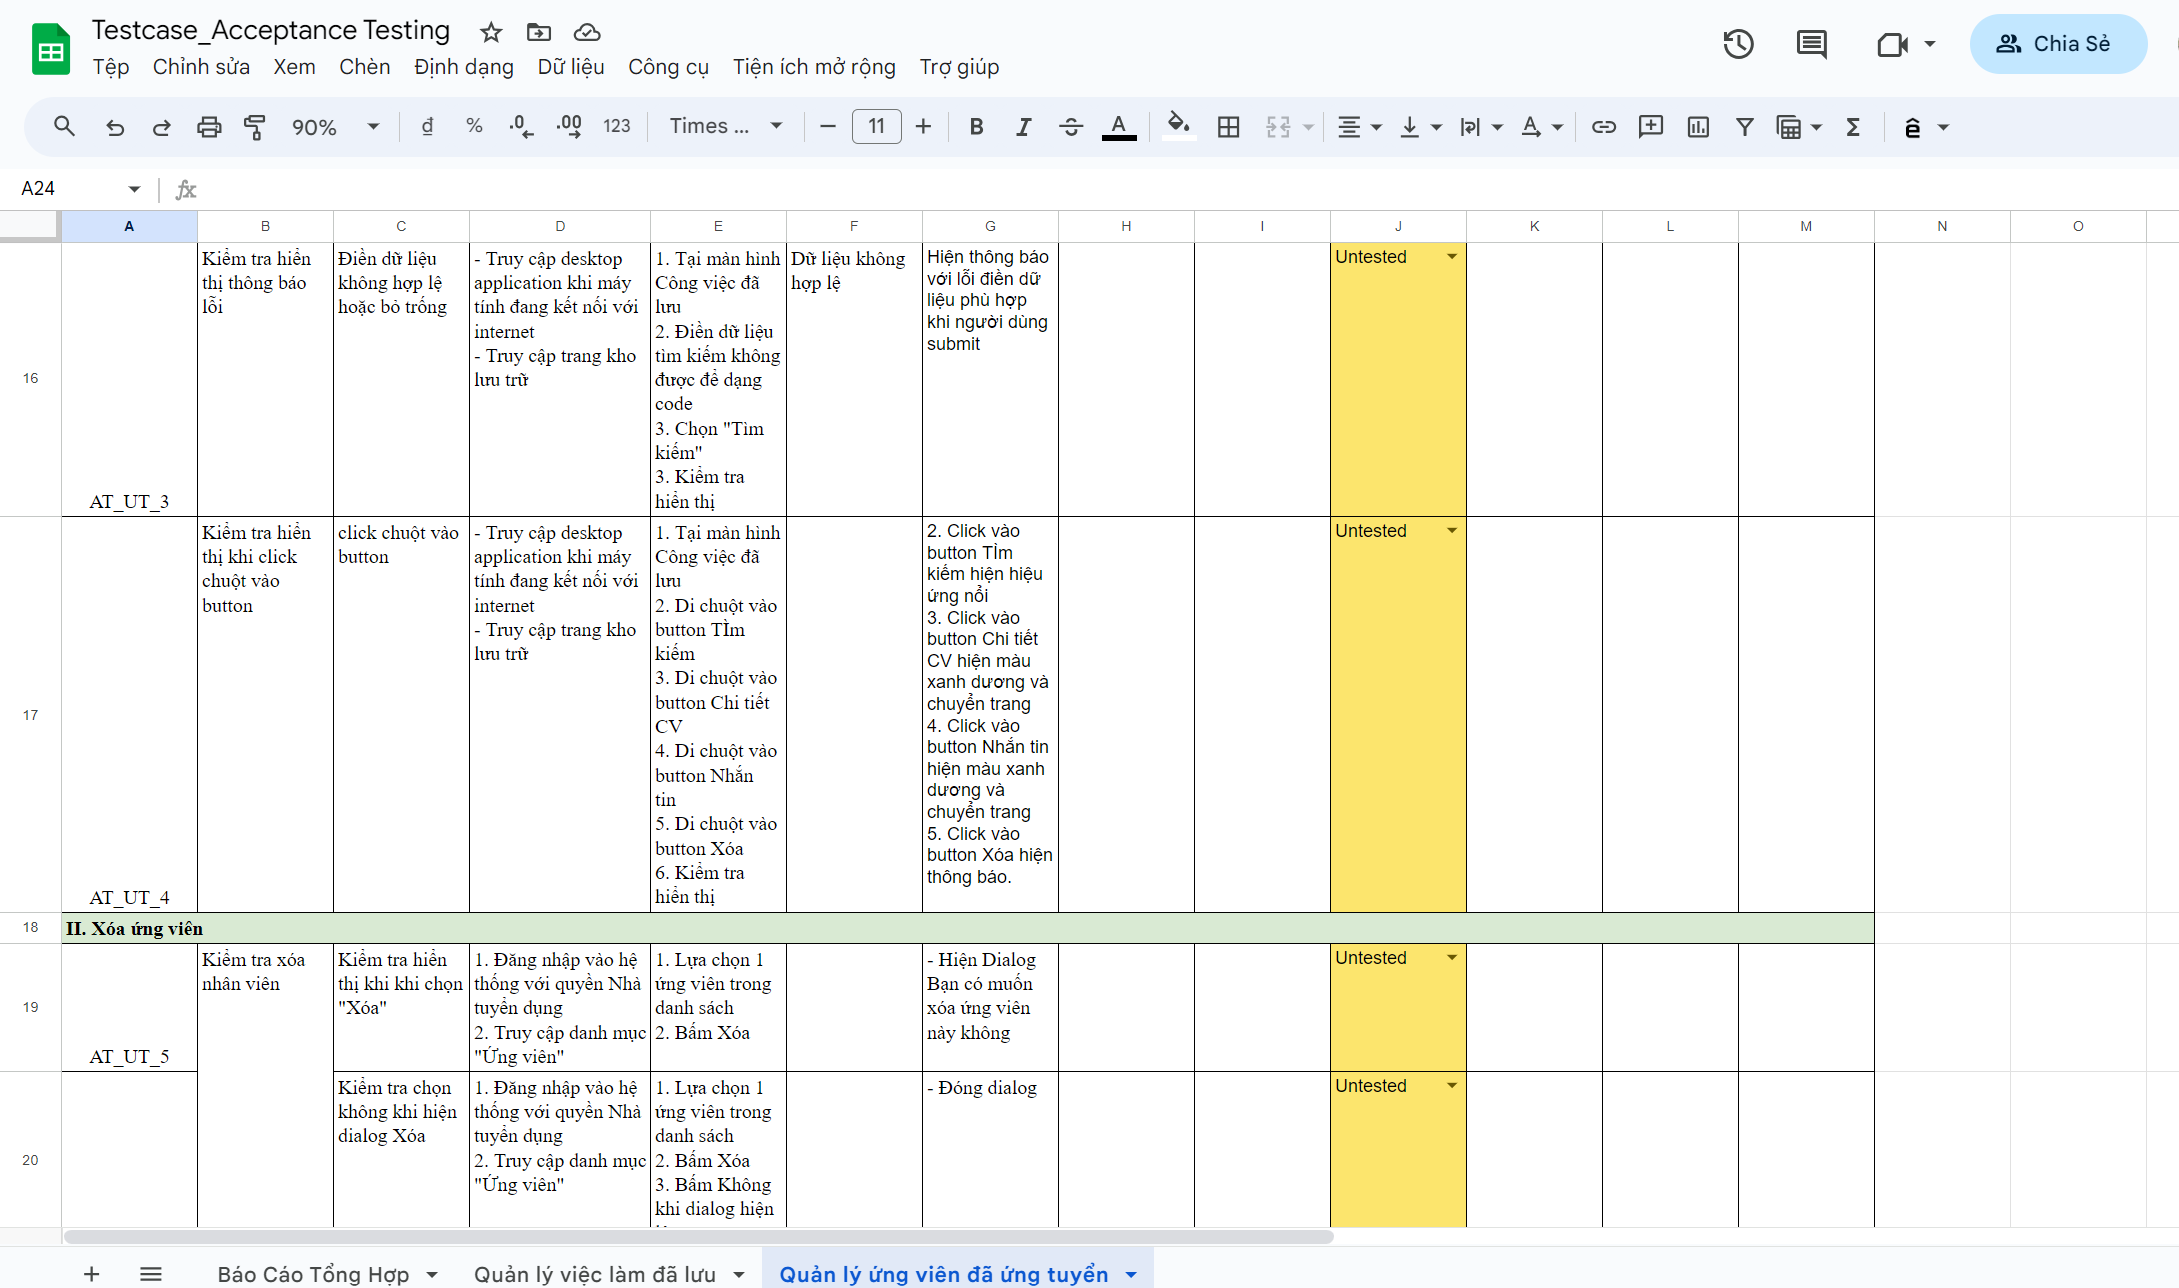 Testcase_Acceptance Testing
Tệp Chỉnh sửa Xem Chèn Định dạng Dữ liệu Công cụ Tiện ích mở rộng Trợ giúp
Chia Sẻ
90% đ % .0 .00 123 Times ... 11 B I A A ê
A24 fx
A B C D E F G H I J K L M N O
16
AT_UT_3
Kiểm tra hiển
thị thông báo
lỗi
Điền dữ liệu
không hợp lệ
hoặc bỏ trống
- Truy cập desktop
application khi máy
tính đang kết nối với
internet
- Truy cập trang kho
lưu trữ
1. Tại màn hình
Công việc đã
lưu
2. Điền dữ liệu
tìm kiếm không
được để dạng
code
3. Chọn "Tìm
kiếm"
3. Kiểm tra
hiển thị
Dữ liệu không
hợp lệ
Hiện thông báo
với lỗi điền dữ
liệu phù hợp
khi người dùng
submit
Untested
17
AT_UT_4
Kiểm tra hiển
thị khi click
chuột vào
button
click chuột vào
button
- Truy cập desktop
application khi máy
tính đang kết nối với
internet
- Truy cập trang kho
lưu trữ
1. Tại màn hình
Công việc đã
lưu
2. Di chuột vào
button TÌm
kiếm
3. Di chuột vào
button Chi tiết
CV
4. Di chuột vào
button Nhắn
tin
5. Di chuột vào
button Xóa
6. Kiểm tra
hiển thị
2. Click vào
button TÌm
kiếm hiện hiệu
ứng nổi
3. Click vào
button Chi tiết
CV hiện màu
xanh dương và
chuyển trang
4. Click vào
button Nhắn tin
hiện màu xanh
dương và
chuyển trang
5. Click vào
button Xóa hiện
thông báo.
Untested
18
II. Xóa ứng viên
19
AT_UT_5
Kiểm tra xóa
nhân viên
Kiểm tra hiển
thị khi khi chọn
"Xóa"
1. Đăng nhập vào hệ
thống với quyền Nhà
tuyển dụng
2. Truy cập danh mục
"Ứng viên"
1. Lựa chọn 1
ứng viên trong
danh sách
2. Bấm Xóa
- Hiện Dialog
Bạn có muốn
xóa ứng viên
này không
Untested
20
Kiểm tra chọn
không khi hiện
dialog Xóa
1. Đăng nhập vào hệ
thống với quyền Nhà
tuyển dụng
2. Truy cập danh mục
"Ứng viên"
1. Lựa chọn 1
ứng viên trong
danh sách
2. Bấm Xóa
3. Bấm Không
khi dialog hiện
- Đóng dialog
Untested
Báo Cáo Tổng Hợp Quản lý việc làm đã lưu Quản lý ứng viên đã ứng tuyển